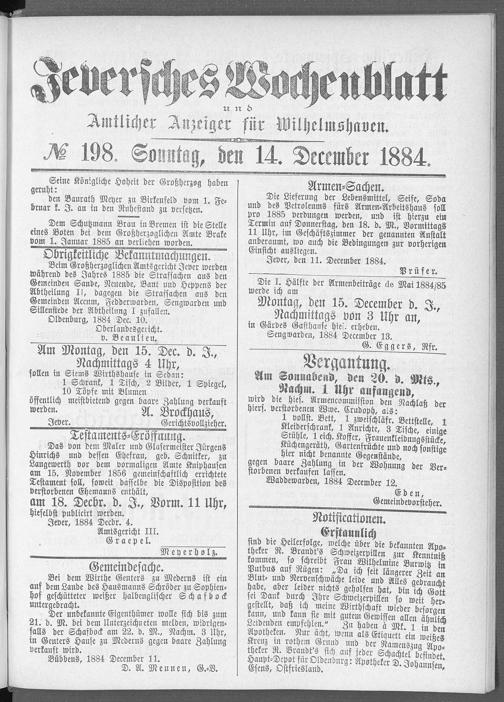 Jeversches Wochenblatt
und
Amtlicher Anzeiger für Wilhelmshaven.
№ 198. Sonntag, den 14. December 1884.
Seine Königliche Hoheit der Großherzog haben
geruht:
den Baurath Meyer zu Birkenfeld vom 1. Fe-
bruar k. J. an in den Ruhestand zu versetzen.
Dem Schutzmann Brau in Bremen ist die Stelle
eines Boten bei dem Großherzoglichen Amte Brake
vom 1. Januar 1885 an verliehen worden.
Obrigkeitliche Bekanntmachungen.
Beim Großherzoglichen Amtsgericht Jever werden
während des Jahres 1885 die Strafsachen aus den
Gemeinden Sande, Neuende, Bant und Heppens der
Abtheilung II, dagegen die Strafsachen aus den
Gemeinden Accum, Fedderwarden, Sengwarden und
Sillenstede der Abtheilung I zufallen.
Oldenburg, 1884 Dec. 10.
Oberlandesgericht.
v. Beaulieu.
Am Montag, den 15. Dec. d. J.,
Nachmittags 4 Uhr,
sollen in Siems Wirthshause in Sedan:
1 Schrank, 1 Tisch, 2 Bilder, 1 Spiegel,
10 Töpfe mit Blumen
öffentlich meistbietend gegen baare Zahlung verkauft
werden.
A. Brockhaus,
Jever. Gerichtsvollzieher.
Testaments-Eröffnung.
Das von dem Maler und Glasermeister Jürgens
Hinrichs und dessen Ehefrau, geb. Schnitker, zu
Langewerth vor dem vormaligen Amte Kniphausen
am 15. November 1856 gemeinschaftlich errichtete
Testament soll, soweit dasselbe die Disposition des
verstorbenen Ehemanns enthält,
am 18. Decbr. d. J., Vorm. 11 Uhr,
hieselbst publicirt werden.
Jever, 1884 Decbr. 4.
Amtsgericht III.
Graepel.
Meyerholz.
Gemeindesache.
Bei dem Wirthe Genters zu Mederns ist ein
auf dem Lande des Hausmanns Schröder zu Sophien-
hof geschütteter weißer halbenglischer Schafbock
untergebracht.
Der unbekannte Eigenthümer wolle sich bis zum
21. d. M. bei dem Unterzeichneten melden, widrigen-
falls der Schafbock am 22. d. M., Nachm. 3 Uhr,
in Genters Hause zu Mederns gegen baare Zahlung
verkauft wird.
Bübbens, 1884 December 11.
D. A. Mennen, G.-V.
Armen-Sachen.
Die Lieferung der Lebensmittel, Seife, Soda
und des Petroleums fürs Armen-Arbeitshaus soll
pro 1885 verdungen werden, und ist hierzu ein
Termin auf Donnerstag, den 18. d. M., Vormittags
11 Uhr, im Geschäftszimmer der genannten Anstalt
anberaumt, wo auch die Bedingungen zur vorherigen
Einsicht ausliegen.
Jever, den 11. December 1884.
Prüfer.
Die I. Hälfte der Armenbeiträge de Mai 1884/85
werde ich am
Montag, den 15. December d. J.,
Nachmittags von 3 Uhr an,
in Gärdes Gasthause hies. erheben.
Sengwarden, 1884 December 13.
G. Eggers, Rfr.
Vergantung.
Am Sonnabend, den 20. d. Mts.,
Nachm. 1 Uhr anfangend,
wird die hies. Armencommission den Nachlaß der
hierf. verstorbenen Wwe. Crudoph, als:
1 vollst. Bett, 1 zweischläfr. Bettstelle, 1
Kleiderschrank, 1 Anrichte, 3 Tische, einige
Stühle, 1 eich. Koffer, Frauenkleidungsstücke,
Küchengeräth, Gartenfrüchte und noch sonstige
hier nicht benannte Gegenstände,
gegen baare Zahlung in der Wohnung der Ver-
storbenen verkaufen lassen.
Waddewarden, 1884 December 12.
Eden,
Gemeindevorsteher.
Notificationen.
Erstaunlich
sind die Heilerfolge, welche über die bekannten Apo-
theker R. Brandt's Schweizerpillen zur Kenntniß
kommen, so schreibt Frau Wilhelmine Burwitz in
Putbus auf Rügen: „Da ich seit längerer Zeit an
Blut- und Nervenschwäche leide und Alles gebraucht
habe, aber leider nichts geholfen hat, bin ich Gott
sei Dank durch Ihre Schweizerpillen so weit her-
gestellt, daß ich meine Wirthschaft wieder besorgen
kann, und kann sie mit gutem Gewissen allen ähnlich
Leidenden empfehlen.“ Zu haben à Mk. 1 in den
Apotheken. Nur ächt, wenn als Etiquett ein weißes
Kreuz in rothem Grund und der Namenszug Apo-
theker R. Brandt's sich auf jeder Schachtel befindet.
Haupt-Depot für Oldenburg: Apotheker D. Johannsen,
Esens, Ostfriesland.